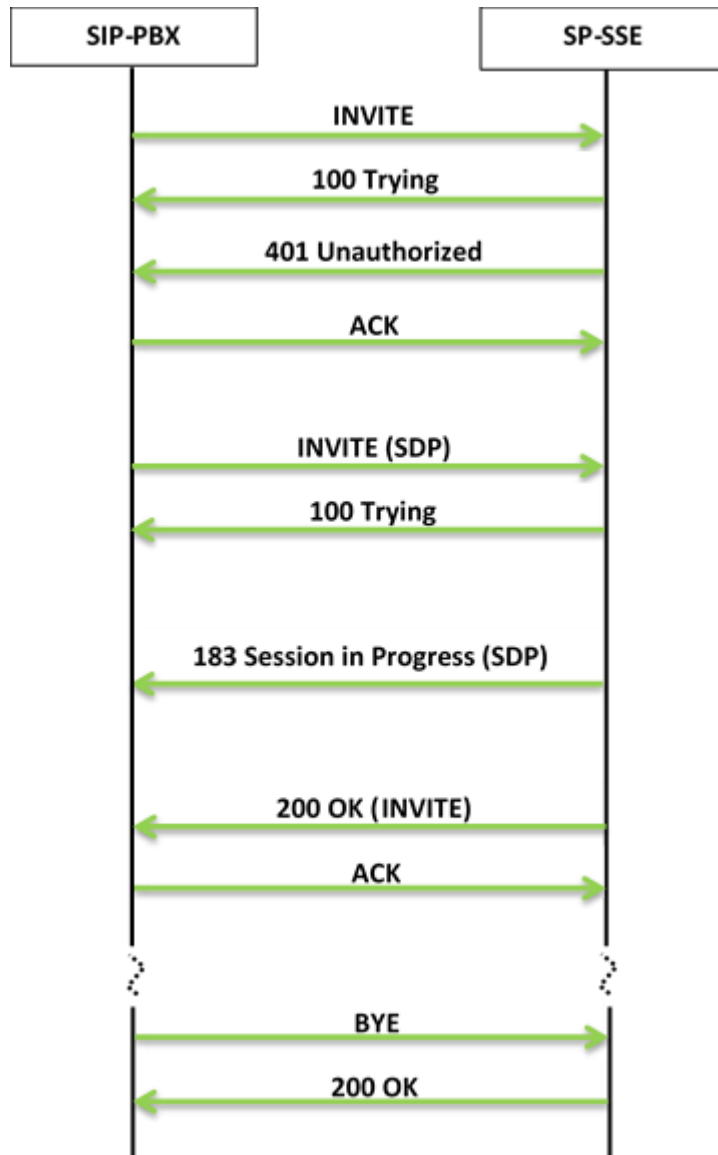 SIP-PBX
SP-SSE
INVITE
100 Trying
401 Unauthorized
ACK
INVITE (SDP)
100 Trying
183 Session in Progress (SDP)
200 OK (INVITE)
ACK
BYE
200 OK